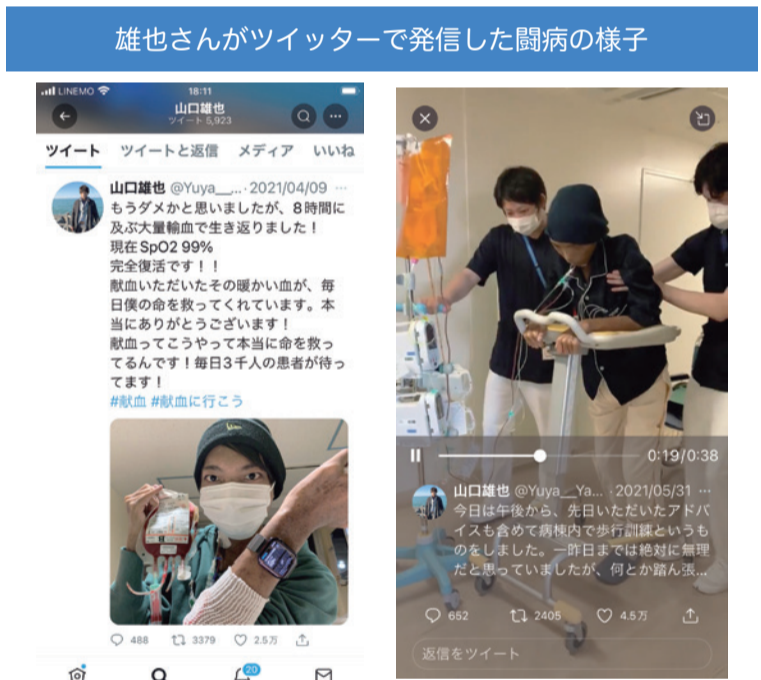 雄也さんがツイッターで発信した闘病の様子
LINEMO
18:11
山口雄也
ツイート 5,923
ツイート ツイートと返信 メディア いいね
山口雄也 @Yuya__... · 2021/04/09 ...
もうダメかと思いましたが、8時間に
及ぶ大量輸血で生き返りました！
現在SpO2 99%
完全復活です！！
献血いただいたその暖かい血が、毎
日僕の命を救ってくれています。本
当にありがとうございます！
献血ってこうやって本当に命を救っ
てるんです！毎日3千人の患者が待っ
てます！
#献血 #献血に行こう
488 3379 2.5万
20
0:19/0:38
山口雄也 @Yuya__Ya... · 2021/05/31 ...
今日は午後から、先日いただいたアドバ
イスも含めて病棟内で歩行訓練というも
のをしました。一昨日までは絶対に無理
だと思っていましたが、何とか踏ん張...
652 2405 4.5万
返信をツイート